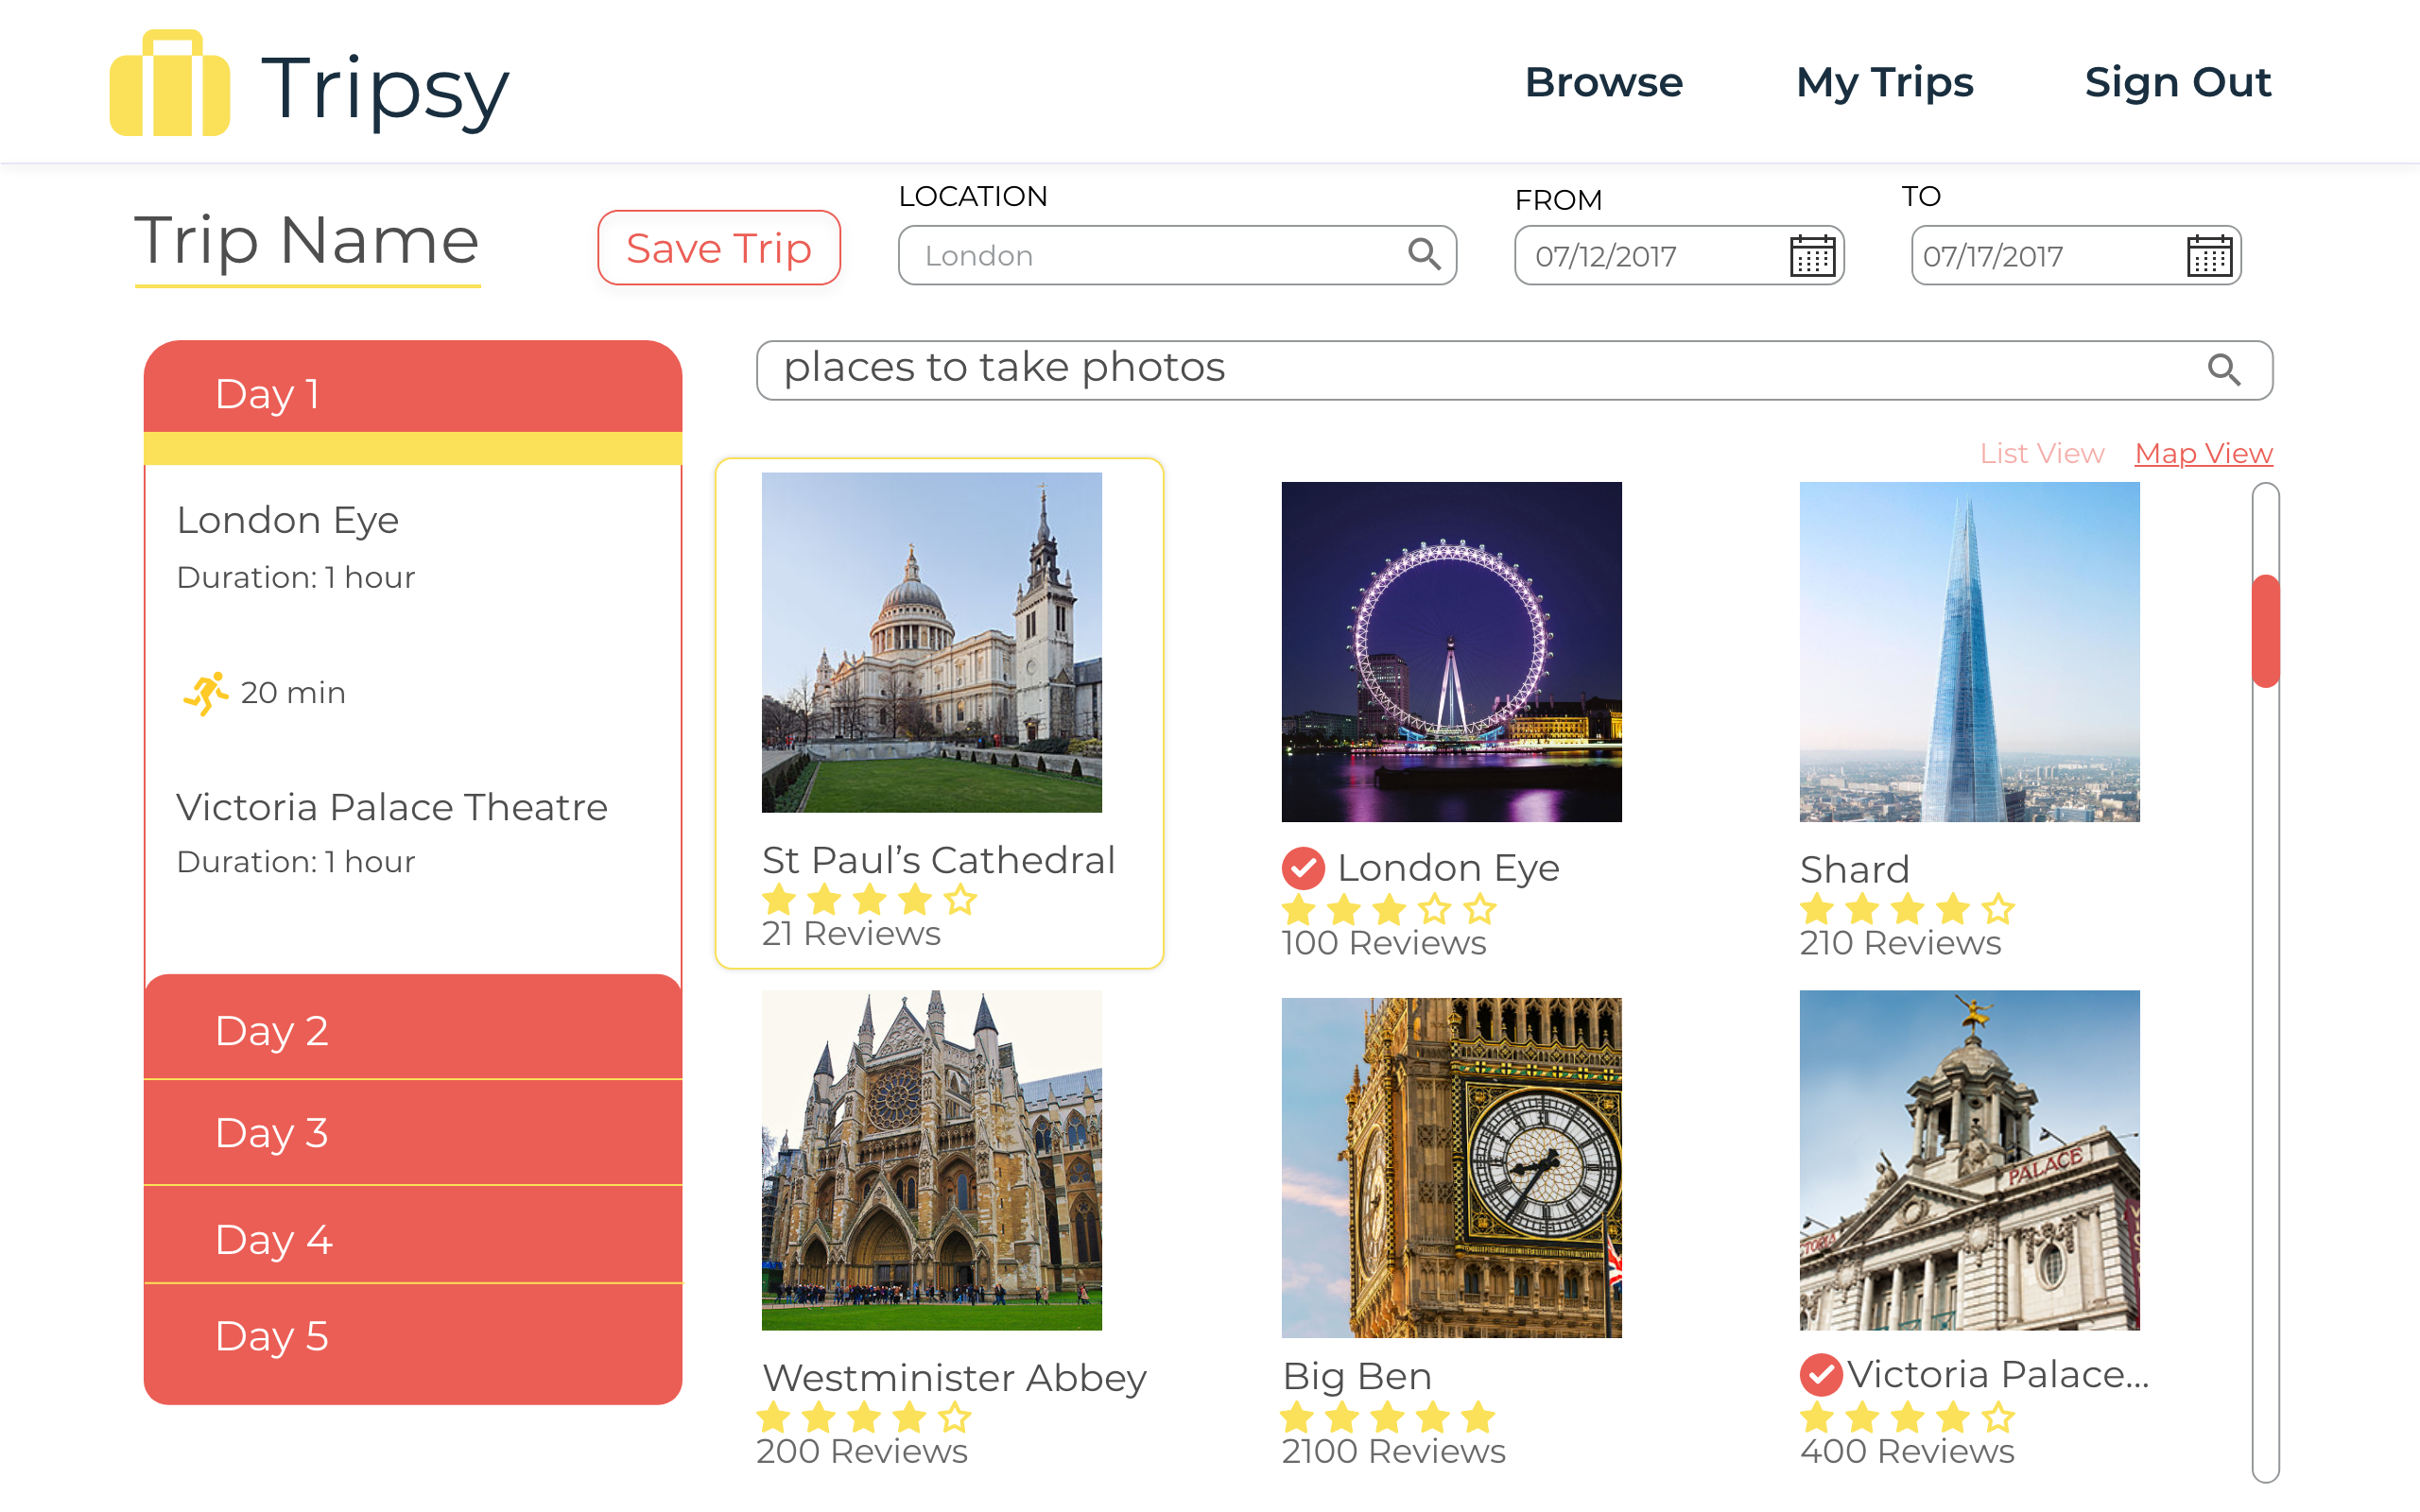 Tripsy
Browse
My Trips
Sign Out
Trip Name
Save Trip
LOCATION
London
FROM
07/12/2017
TO
07/17/2017
Day 1
London Eye
Duration: 1 hour
20 min
Victoria Palace Theatre
Duration: 1 hour
Day 2
Day 3
Day 4
Day 5
places to take photos
List View
Map View
St Paul’s Cathedral
21 Reviews
London Eye
100 Reviews
Shard
210 Reviews
Westminister Abbey
200 Reviews
Big Ben
2100 Reviews
PALACE
TORIA
Victoria Palace...
400 Reviews